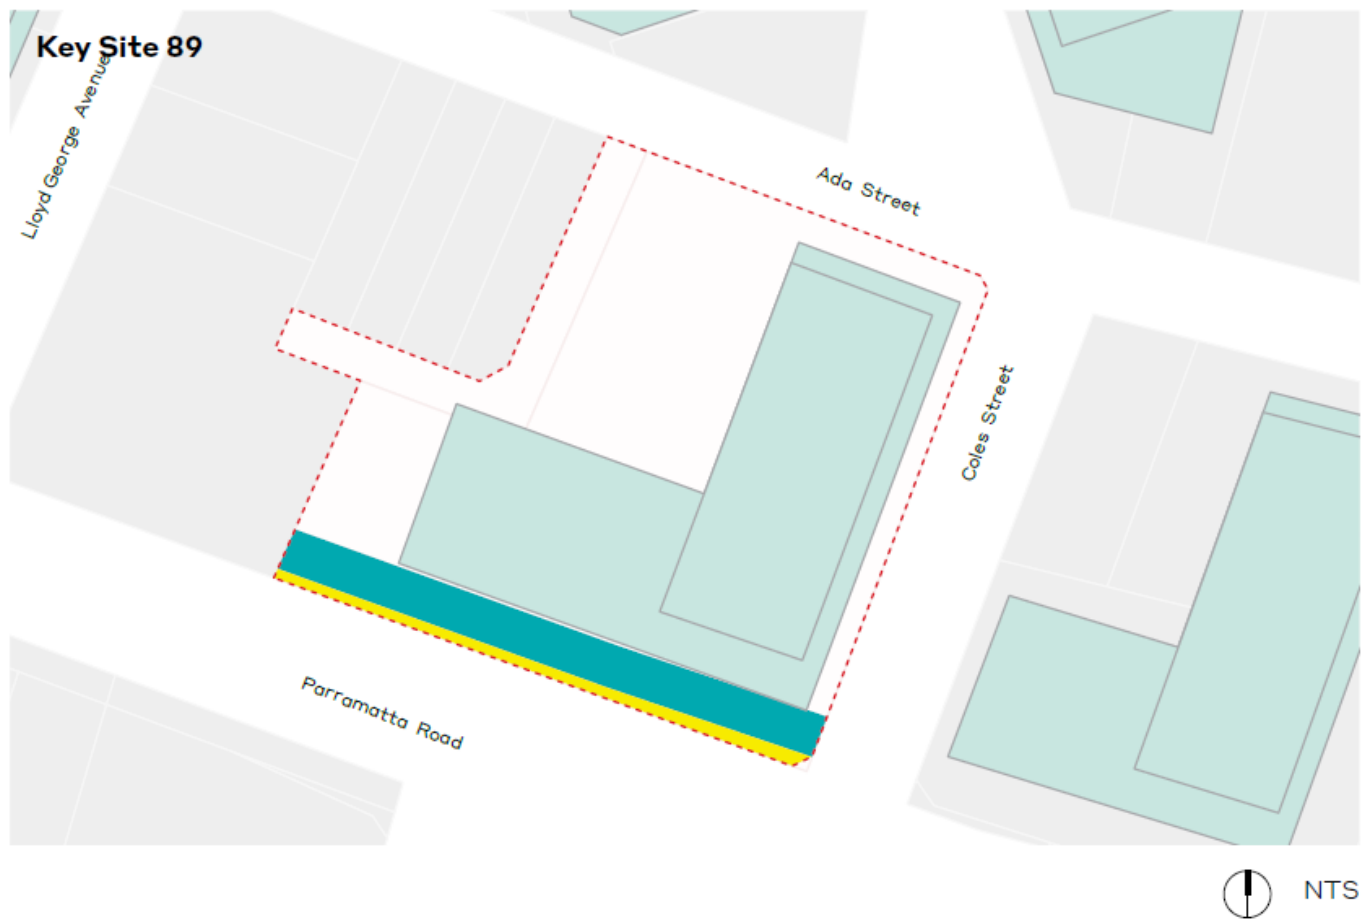 Key Site 89
Lloyd George Avenue
Ada Street
Coles Street
Parramatta Road
NTS